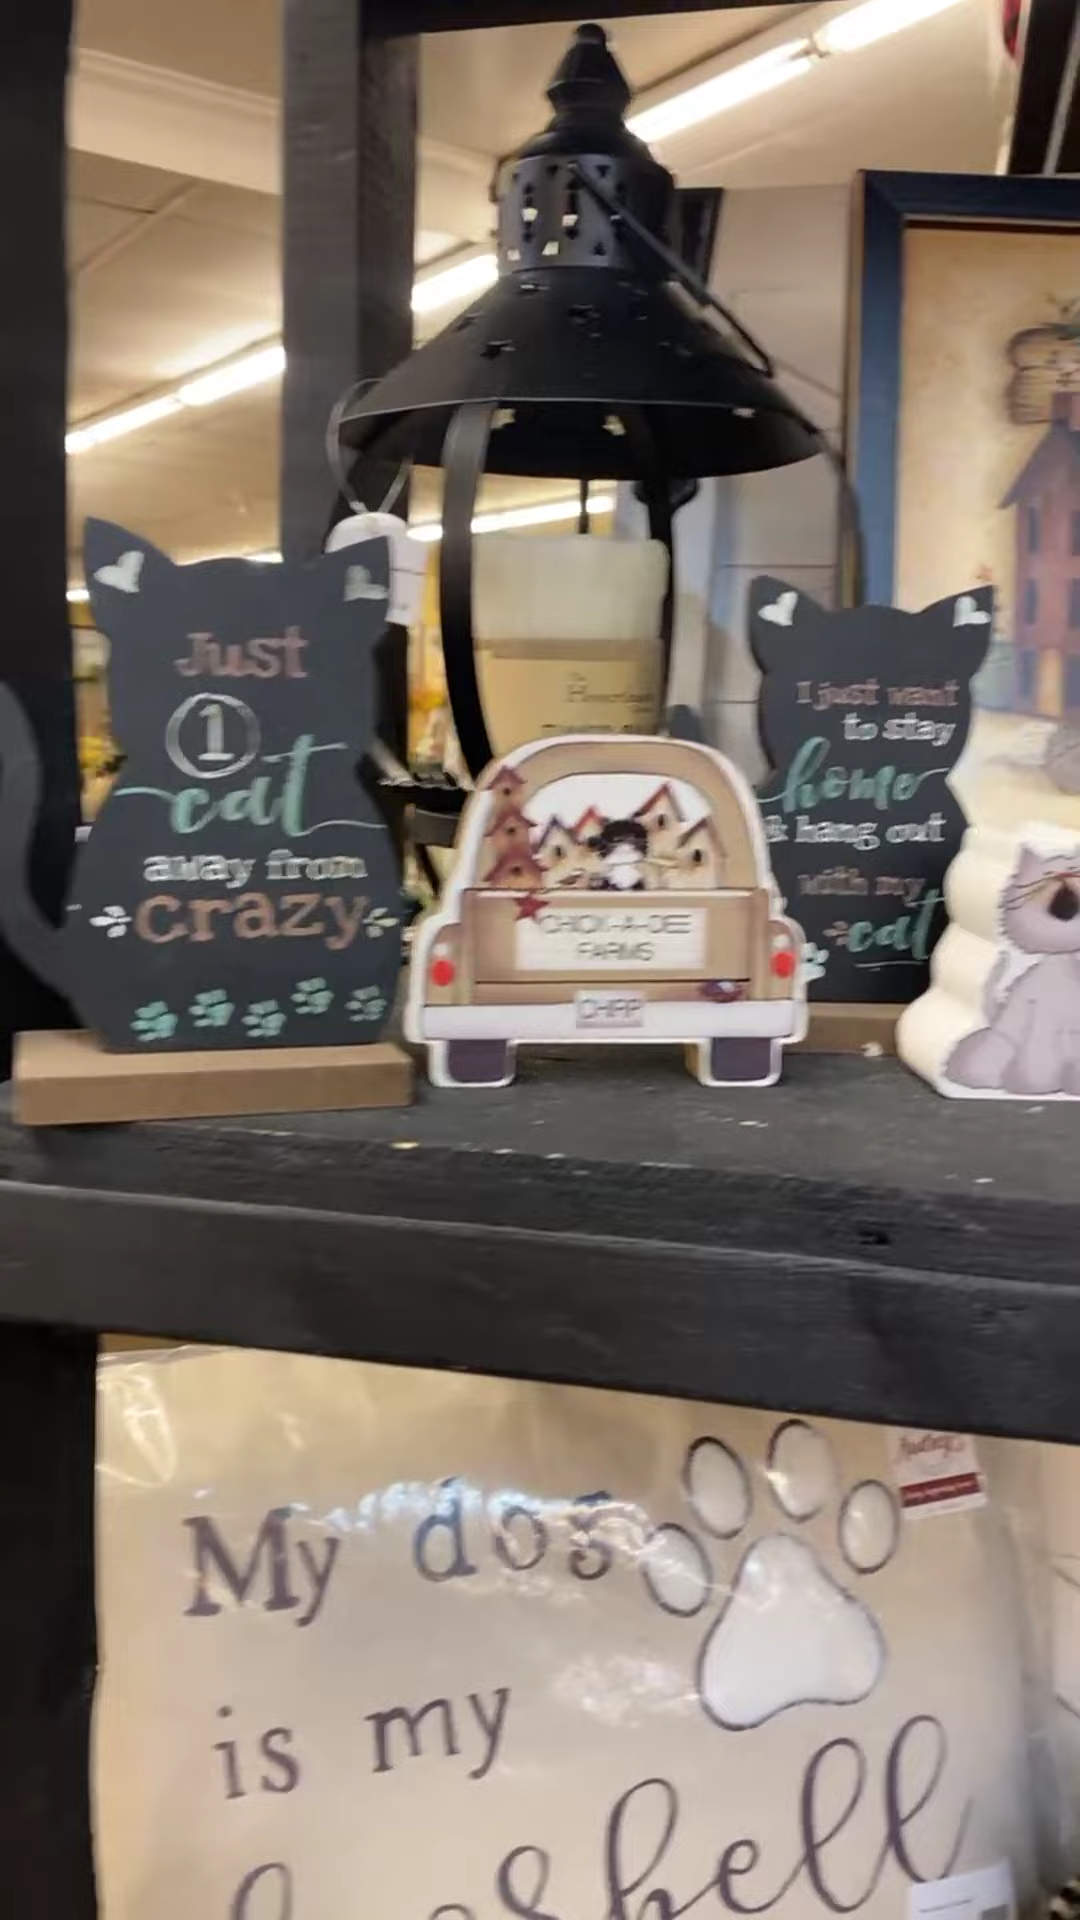 Just
1
cat
away from
crazy
CHICK-A-DEE
FARMS
CHIRP
I just want
to stay
home
& hang out
with my
cat
My dog
is my